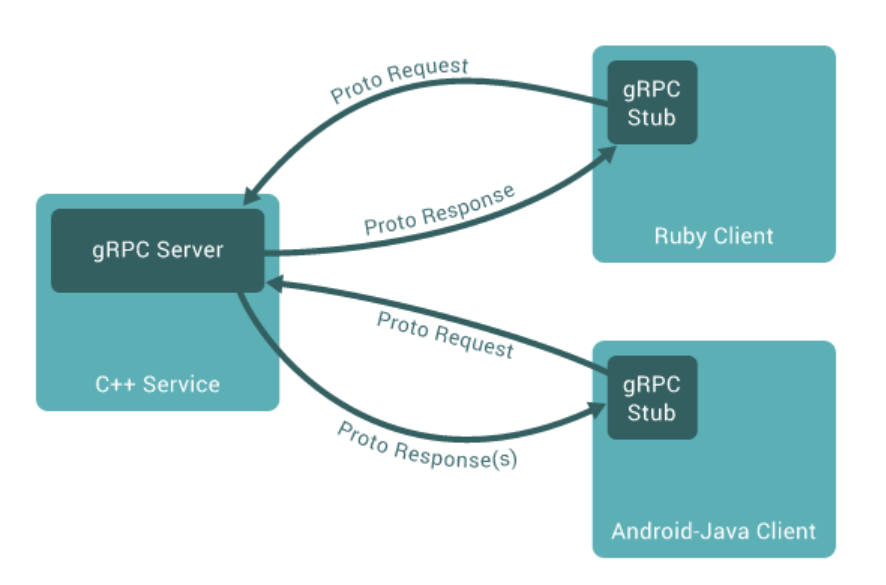 Proto Request
gRPC
Stub
Proto Response
Ruby Client
gRPC Server
C++ Service
Proto Request
gRPC
Stub
Proto Response(s)
Android-Java Client